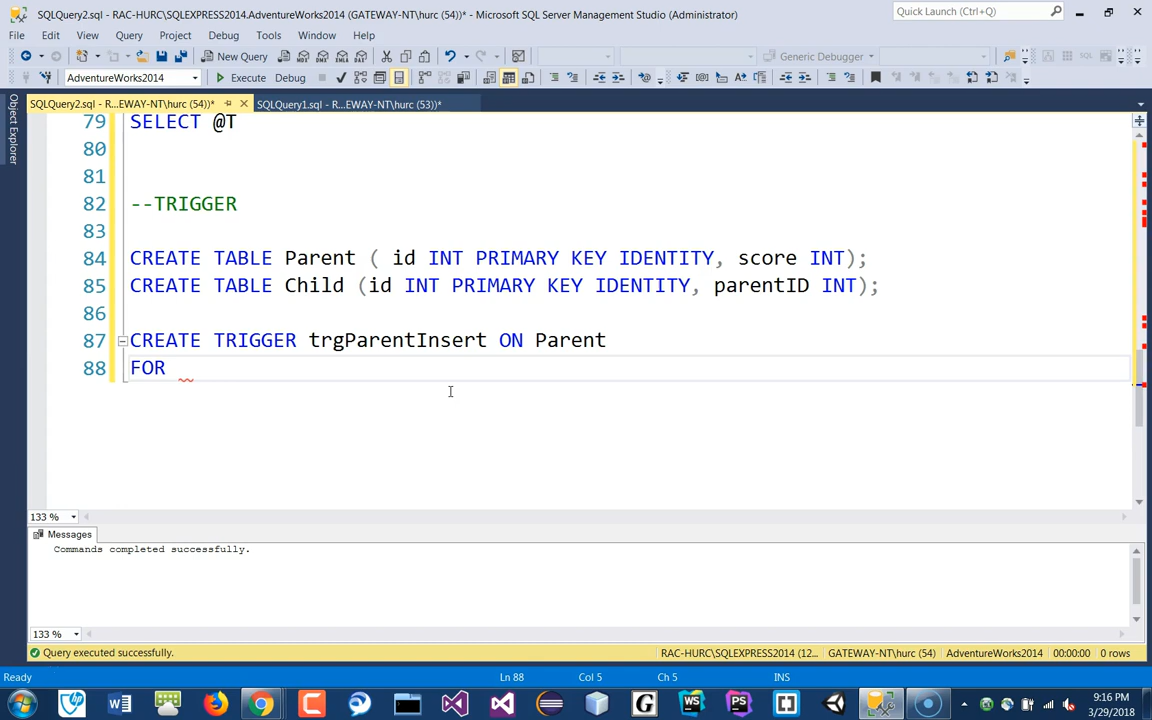 SQLQuery2.sql - RAC-HURC\SQLEXPRESS2014.AdventureWorks2014 (GATEWAY-NT\hurc (54))* - Microsoft SQL Server Management Studio (Administrator)
Quick Launch (Ctrl+Q)
File Edit View Query Project Debug Tools Window Help
New Query
Generic Debugger
AdventureWorks2014
Execute Debug
SQLQuery2.sql - R...EWAY-NT\hurc (54))*
SQLQuery1.sql - R...EWAY-NT\hurc (53))*
Object Explorer
79 SELECT @T
80
81
82 --TRIGGER
83
84 CREATE TABLE Parent ( id INT PRIMARY KEY IDENTITY, score INT);
85 CREATE TABLE Child (id INT PRIMARY KEY IDENTITY, parentID INT);
86
87 CREATE TRIGGER trgParentInsert ON Parent
88 FOR
133 %
Messages
Commands completed successfully.
133 %
Query executed successfully.
RAC-HURC\SQLEXPRESS2014 (12... GATEWAY-NT\hurc (54) AdventureWorks2014 00:00:00 0 rows
Ready Ln 88 Col 5 Ch 5 INS
9:16 PM
3/29/2018